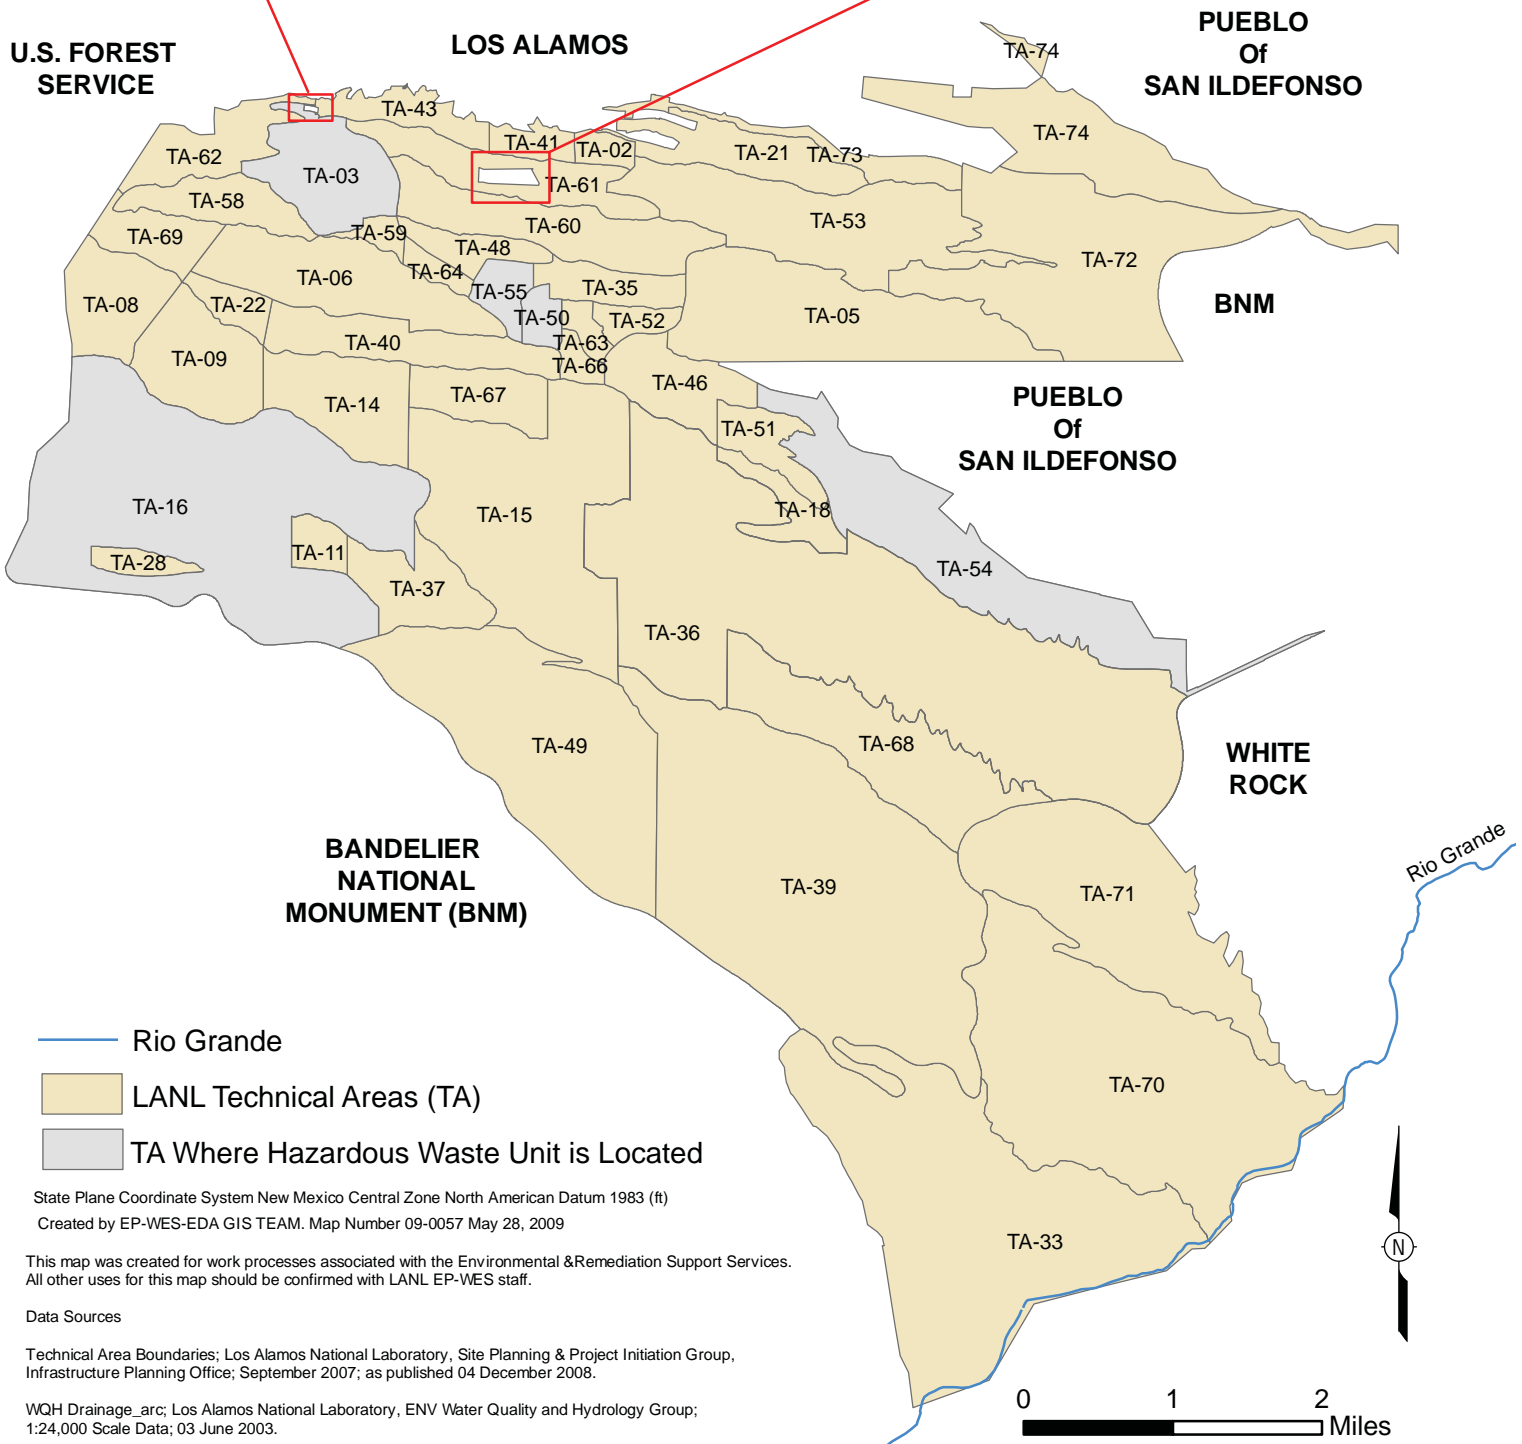 PUEBLO
Of
SAN ILDEFONSO
U.S. FOREST
SERVICE
LOS ALAMOS
TA-74
TA-43
TA-74
TA-41
TA-02
TA-21
TA-73
TA-62
TA-03
TA-61
TA-58
TA-53
TA-60
TA-59
TA-69
TA-48
TA-72
TA-64
TA-06
TA-35
TA-55
TA-08
TA-22
TA-50
TA-52
TA-05
BNM
TA-40
TA-63
TA-09
TA-66
TA-46
TA-67
TA-14
PUEBLO
Of
SAN ILDEFONSO
TA-51
TA-16
TA-15
TA-18
TA-11
TA-28
TA-54
TA-37
TA-36
TA-49
TA-68
WHITE
ROCK
BANDELIER
NATIONAL
MONUMENT (BNM)
Rio Grande
TA-39
TA-71
TA-70
TA-33
Rio Grande
LANL Technical Areas (TA)
TA Where Hazardous Waste Unit is Located
State Plane Coordinate System New Mexico Central Zone North American Datum 1983 (ft)
Created by EP-WES-EDA GIS TEAM. Map Number 09-0057 May 28, 2009
This map was created for work processes associated with the Environmental &Remediation Support Services.
All other uses for this map should be confirmed with LANL EP-WES staff.
Data Sources
Technical Area Boundaries; Los Alamos National Laboratory, Site Planning & Project Initiation Group,
Infrastructure Planning Office; September 2007; as published 04 December 2008.
WQH Drainage_arc; Los Alamos National Laboratory, ENV Water Quality and Hydrology Group;
1:24,000 Scale Data; 03 June 2003.
N
0 1 2
Miles